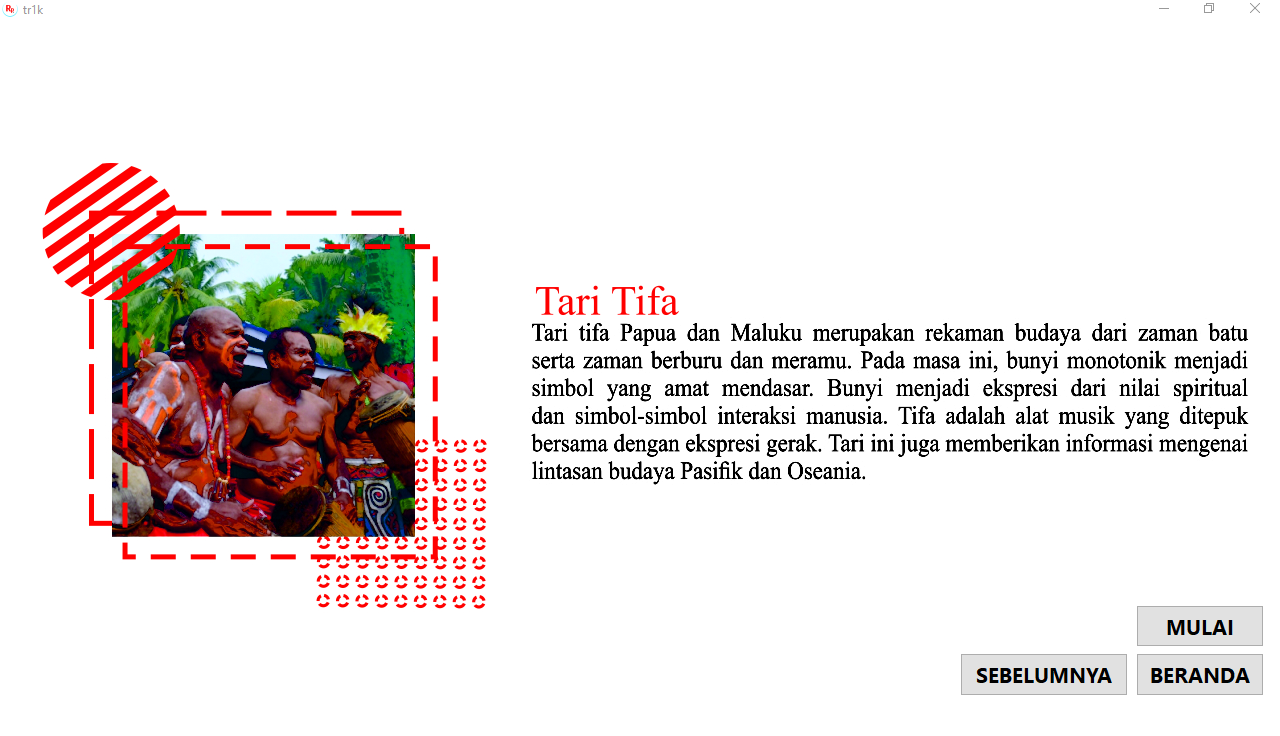 tr1k
Tari Tifa
Tari tifa Papua dan Maluku merupakan rekaman budaya dari zaman batu
serta zaman berburu dan meramu. Pada masa ini, bunyi monotonik menjadi
simbol yang amat mendasar. Bunyi menjadi ekspresi dari nilai spiritual
dan simbol-simbol interaksi manusia. Tifa adalah alat musik yang ditepuk
bersama dengan ekspresi gerak. Tari ini juga memberikan informasi mengenai
lintasan budaya Pasifik dan Oseania.
MULAI
SEBELUMNYA
BERANDA